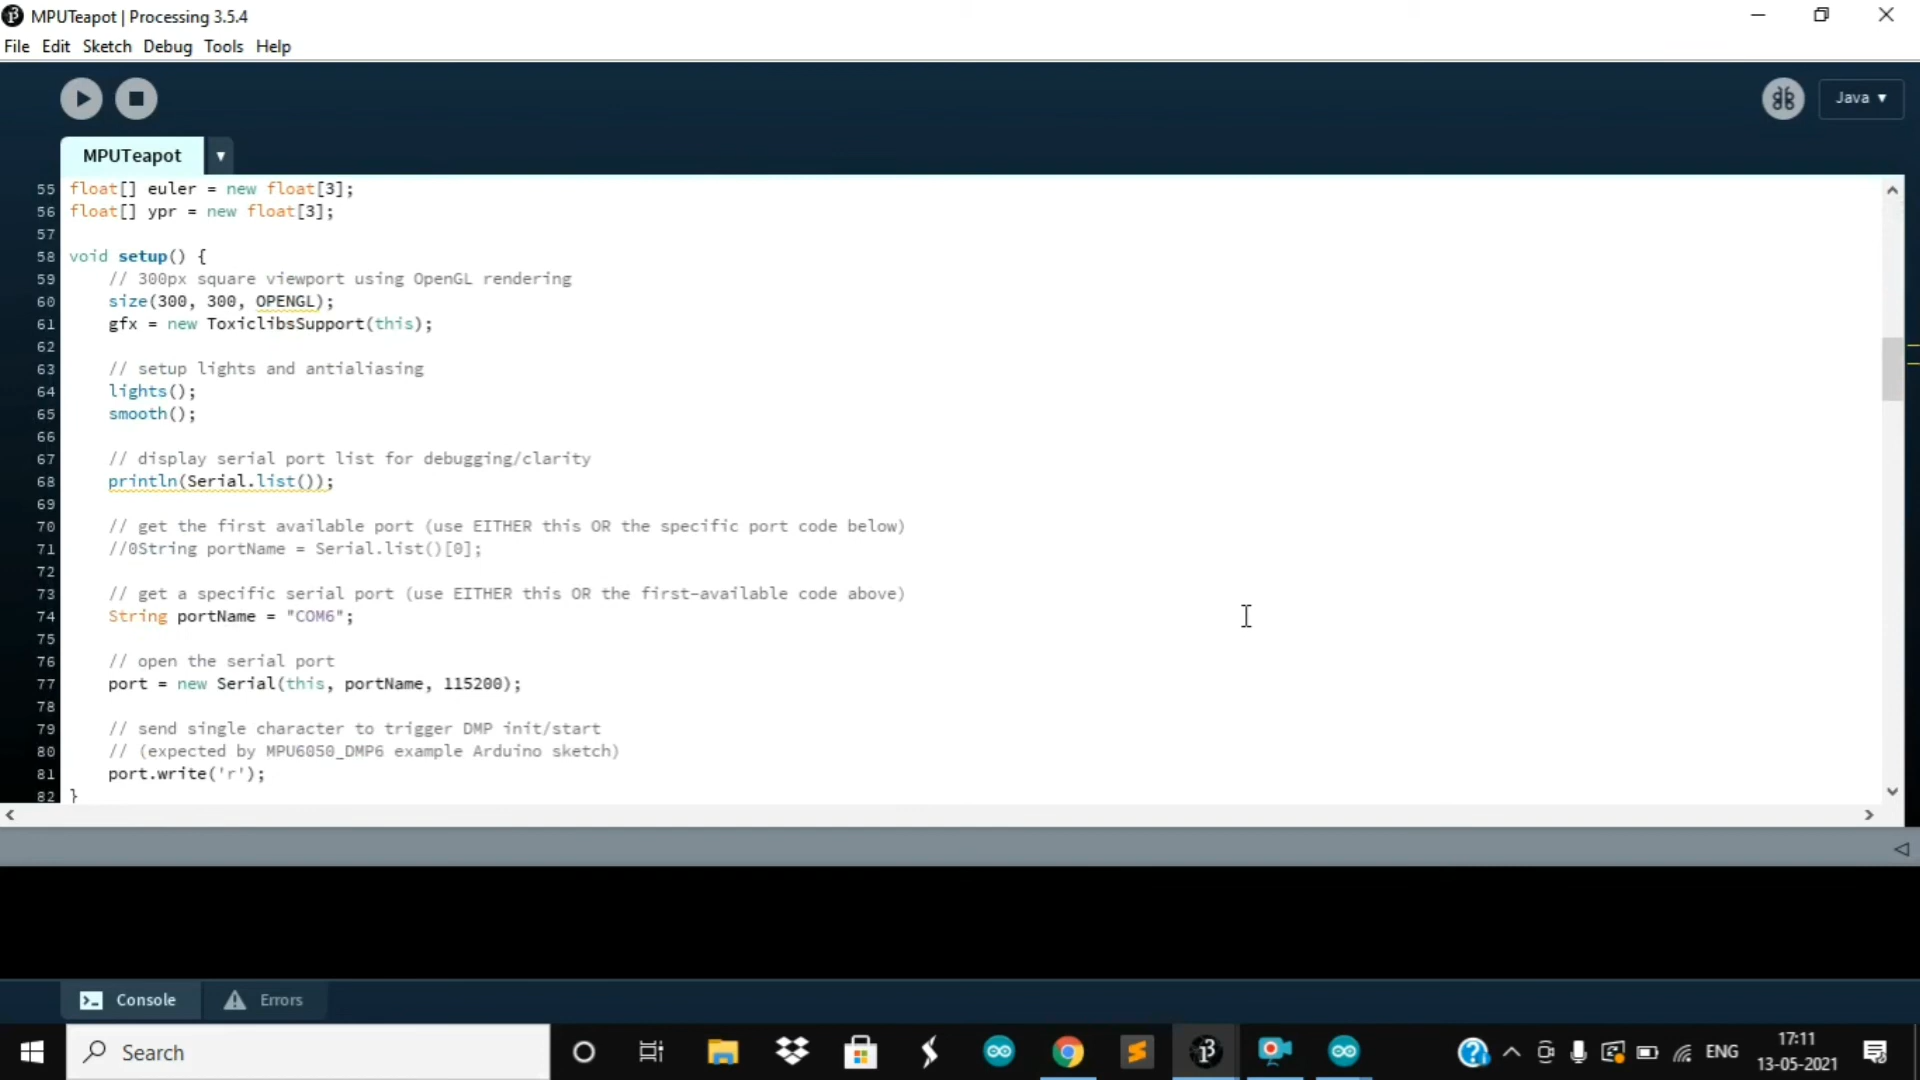 MPUTeapot | Processing 3.5.4
File Edit Sketch Debug Tools Help
Java ▾
MPUTeapot ▾
55 float[] euler = new float[3];
56 float[] ypr = new float[3];
57
58 void setup() {
59 // 300px square viewport using OpenGL rendering
60 size(300, 300, OPENGL);
61 gfx = new ToxiclibsSupport(this);
62
63 // setup lights and antialiasing
64 lights();
65 smooth();
66
67 // display serial port list for debugging/clarity
68 println(Serial.list());
69
70 // get the first available port (use EITHER this OR the specific port code below)
71 //0String portName = Serial.list()[0];
72
73 // get a specific serial port (use EITHER this OR the first-available code above)
74 String portName = "COM6";
75
76 // open the serial port
77 port = new Serial(this, portName, 115200);
78
79 // send single character to trigger DMP init/start
80 // (expected by MPU6050_DMP6 example Arduino sketch)
81 port.write('r');
82 }
Console Errors
Search
ENG
17:11
13-05-2021